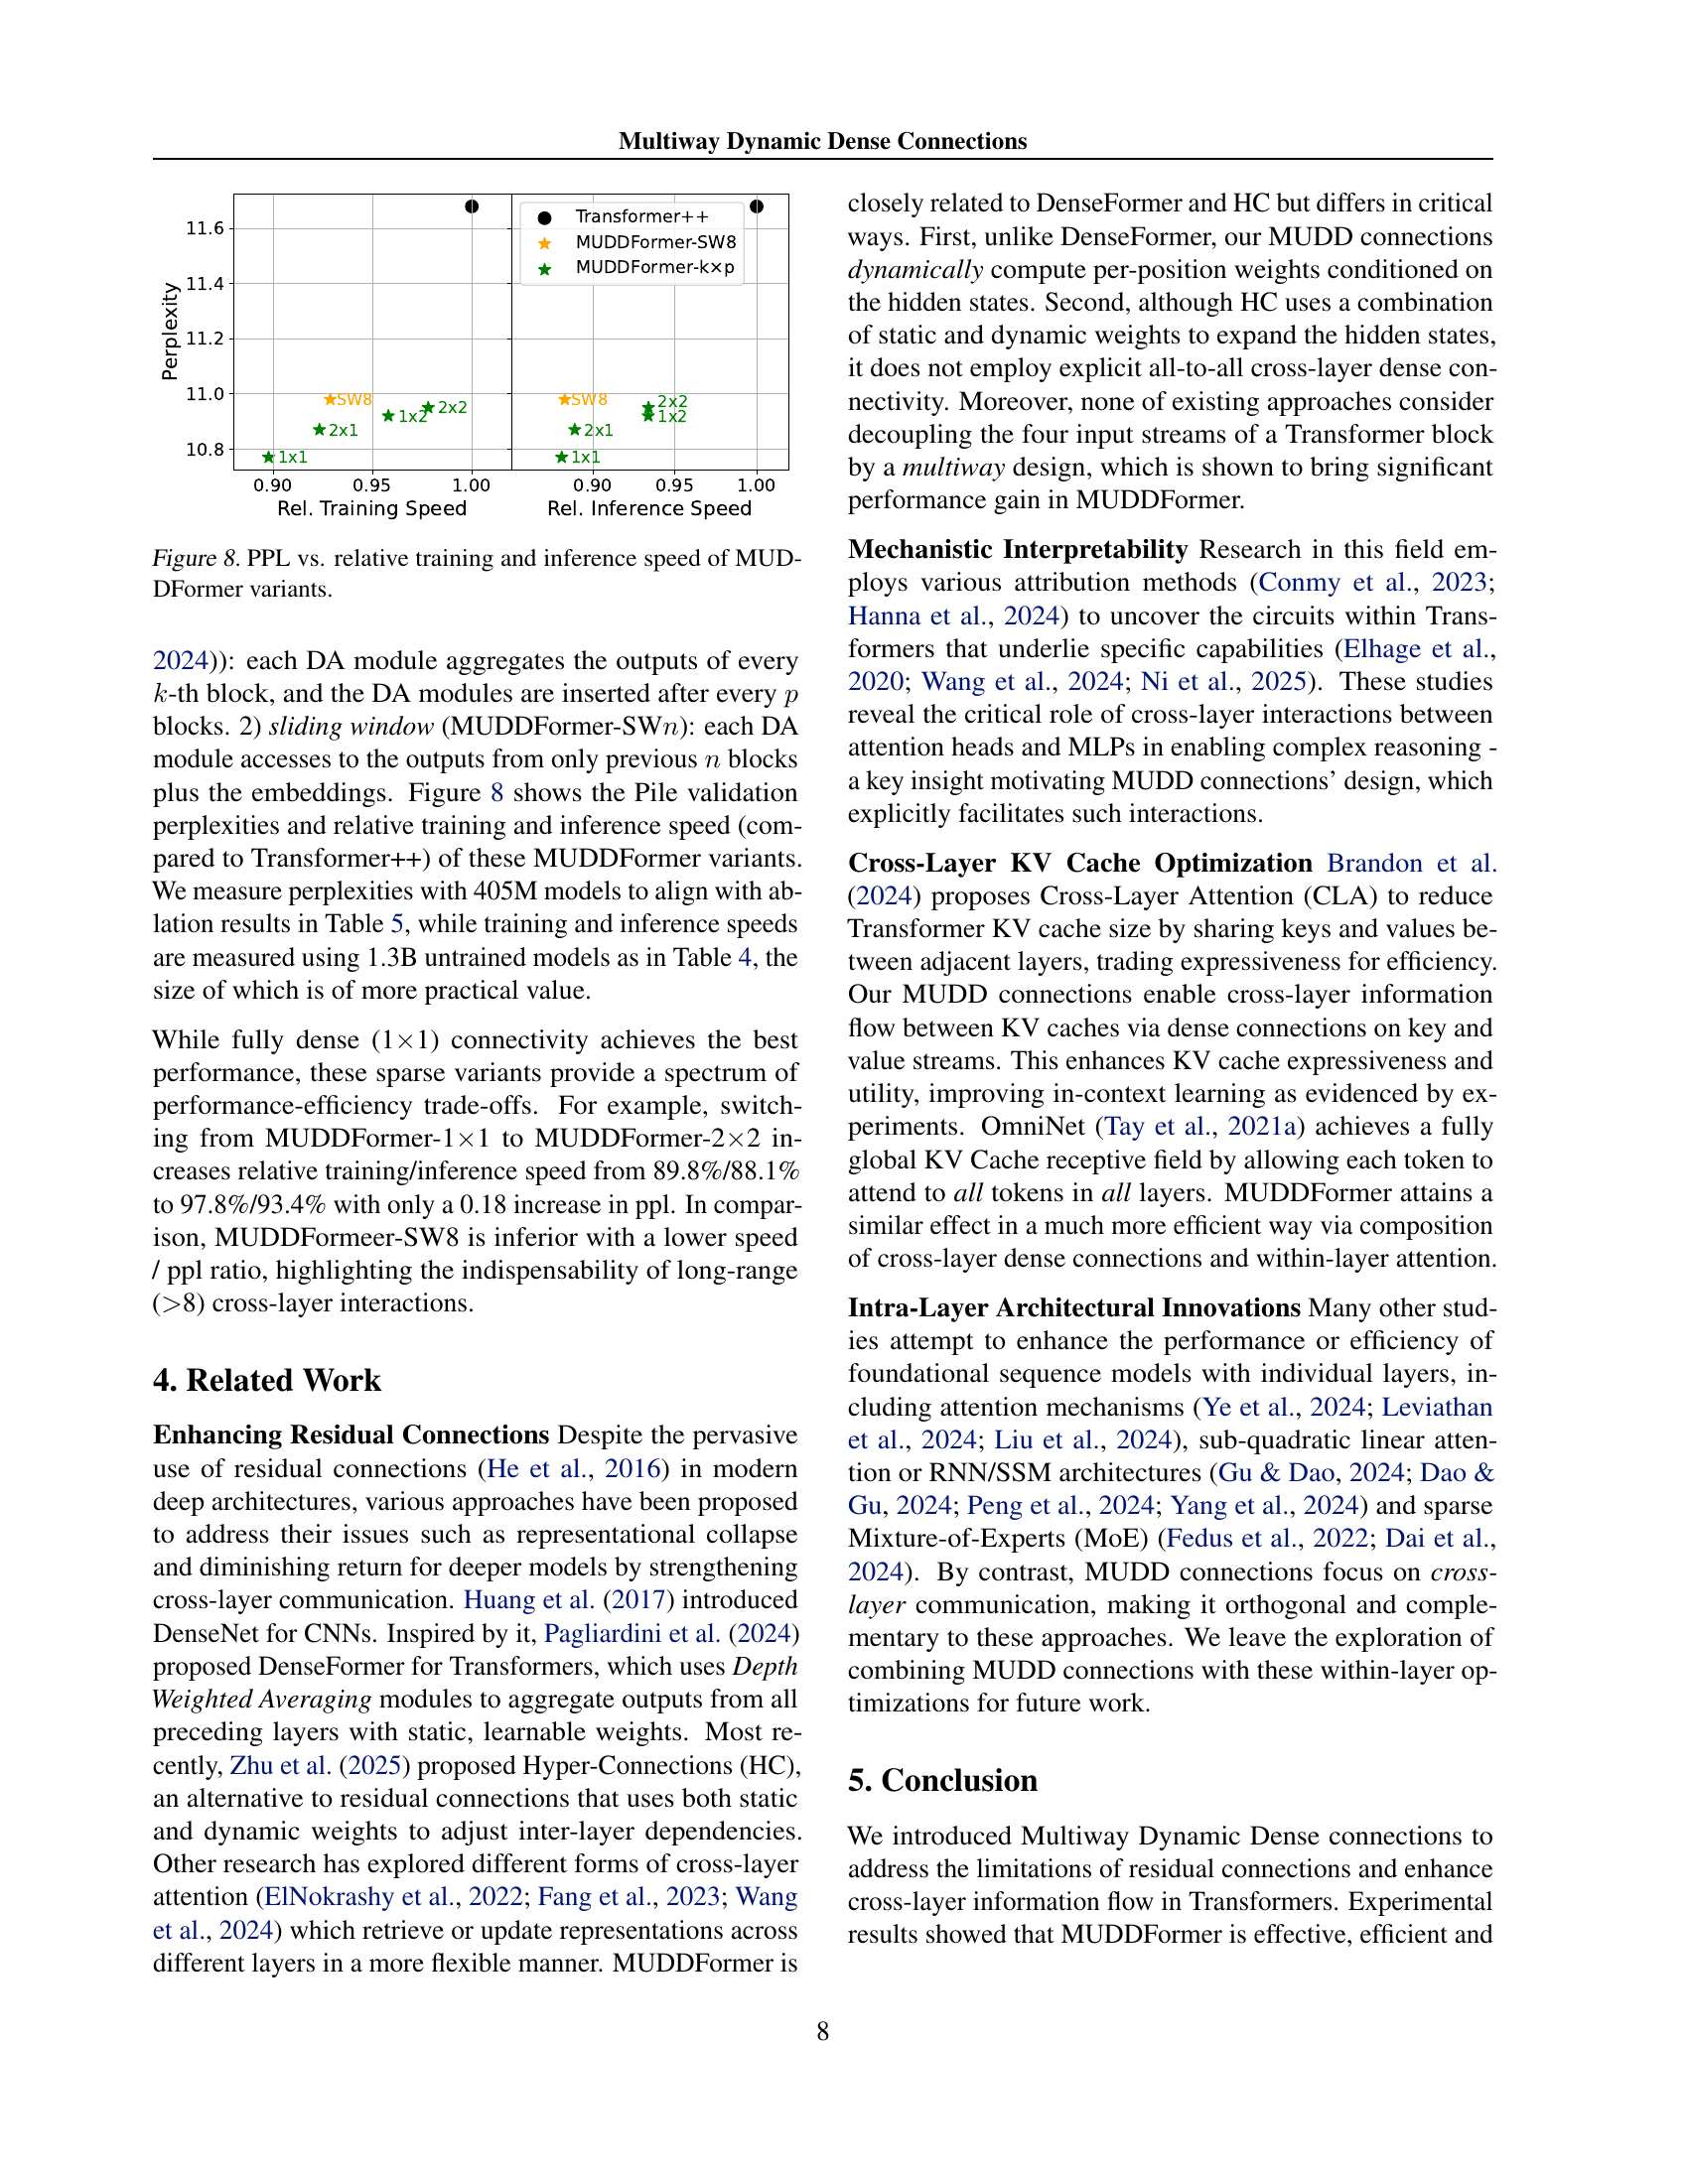 Multiway Dynamic Dense Connections
Perplexity
11.6
11.4
11.2
11.0
10.8
SW8
2x2
1x2
2x1
1x1
0.90
0.95
1.00
Rel. Training Speed
Transformer++
MUDDFormer-SW8
MUDDFormer-k×p
SW8
2x2
1x2
2x1
1x1
0.90
0.95
1.00
Rel. Inference Speed
Figure 8. PPL vs. relative training and inference speed of MUD-
DFormer variants.
2024)): each DA module aggregates the outputs of every
k-th block, and the DA modules are inserted after every p
blocks. 2) sliding window (MUDDFormer-SWn): each DA
module accesses to the outputs from only previous n blocks
plus the embeddings. Figure 8 shows the Pile validation
perplexities and relative training and inference speed (com-
pared to Transformer++) of these MUDDFormer variants.
We measure perplexities with 405M models to align with ab-
lation results in Table 5, while training and inference speeds
are measured using 1.3B untrained models as in Table 4, the
size of which is of more practical value.
While fully dense (1×1) connectivity achieves the best
performance, these sparse variants provide a spectrum of
performance-efficiency trade-offs. For example, switch-
ing from MUDDFormer-1×1 to MUDDFormer-2×2 in-
creases relative training/inference speed from 89.8%/88.1%
to 97.8%/93.4% with only a 0.18 increase in ppl. In compar-
ison, MUDDFormeer-SW8 is inferior with a lower speed
/ ppl ratio, highlighting the indispensability of long-range
(>8) cross-layer interactions.
4. Related Work
Enhancing Residual Connections Despite the pervasive
use of residual connections (He et al., 2016) in modern
deep architectures, various approaches have been proposed
to address their issues such as representational collapse
and diminishing return for deeper models by strengthening
cross-layer communication. Huang et al. (2017) introduced
DenseNet for CNNs. Inspired by it, Pagliardini et al. (2024)
proposed DenseFormer for Transformers, which uses Depth
Weighted Averaging modules to aggregate outputs from all
preceding layers with static, learnable weights. Most re-
cently, Zhu et al. (2025) proposed Hyper-Connections (HC),
an alternative to residual connections that uses both static
and dynamic weights to adjust inter-layer dependencies.
Other research has explored different forms of cross-layer
attention (ElNokrashy et al., 2022; Fang et al., 2023; Wang
et al., 2024) which retrieve or update representations across
different layers in a more flexible manner. MUDDFormer is
closely related to DenseFormer and HC but differs in critical
ways. First, unlike DenseFormer, our MUDD connections
dynamically compute per-position weights conditioned on
the hidden states. Second, although HC uses a combination
of static and dynamic weights to expand the hidden states,
it does not employ explicit all-to-all cross-layer dense con-
nectivity. Moreover, none of existing approaches consider
decoupling the four input streams of a Transformer block
by a multiway design, which is shown to bring significant
performance gain in MUDDFormer.
Mechanistic Interpretability Research in this field em-
ploys various attribution methods (Conmy et al., 2023;
Hanna et al., 2024) to uncover the circuits within Trans-
formers that underlie specific capabilities (Elhage et al.,
2020; Wang et al., 2024; Ni et al., 2025). These studies
reveal the critical role of cross-layer interactions between
attention heads and MLPs in enabling complex reasoning -
a key insight motivating MUDD connections’ design, which
explicitly facilitates such interactions.
Cross-Layer KV Cache Optimization Brandon et al.
(2024) proposes Cross-Layer Attention (CLA) to reduce
Transformer KV cache size by sharing keys and values be-
tween adjacent layers, trading expressiveness for efficiency.
Our MUDD connections enable cross-layer information
flow between KV caches via dense connections on key and
value streams. This enhances KV cache expressiveness and
utility, improving in-context learning as evidenced by ex-
periments. OmniNet (Tay et al., 2021a) achieves a fully
global KV Cache receptive field by allowing each token to
attend to all tokens in all layers. MUDDFormer attains a
similar effect in a much more efficient way via composition
of cross-layer dense connections and within-layer attention.
Intra-Layer Architectural Innovations Many other stud-
ies attempt to enhance the performance or efficiency of
foundational sequence models with individual layers, in-
cluding attention mechanisms (Ye et al., 2024; Leviathan
et al., 2024; Liu et al., 2024), sub-quadratic linear atten-
tion or RNN/SSM architectures (Gu & Dao, 2024; Dao &
Gu, 2024; Peng et al., 2024; Yang et al., 2024) and sparse
Mixture-of-Experts (MoE) (Fedus et al., 2022; Dai et al.,
2024). By contrast, MUDD connections focus on cross-
layer communication, making it orthogonal and comple-
mentary to these approaches. We leave the exploration of
combining MUDD connections with these within-layer op-
timizations for future work.
5. Conclusion
We introduced Multiway Dynamic Dense connections to
address the limitations of residual connections and enhance
cross-layer information flow in Transformers. Experimental
results showed that MUDDFormer is effective, efficient and
8